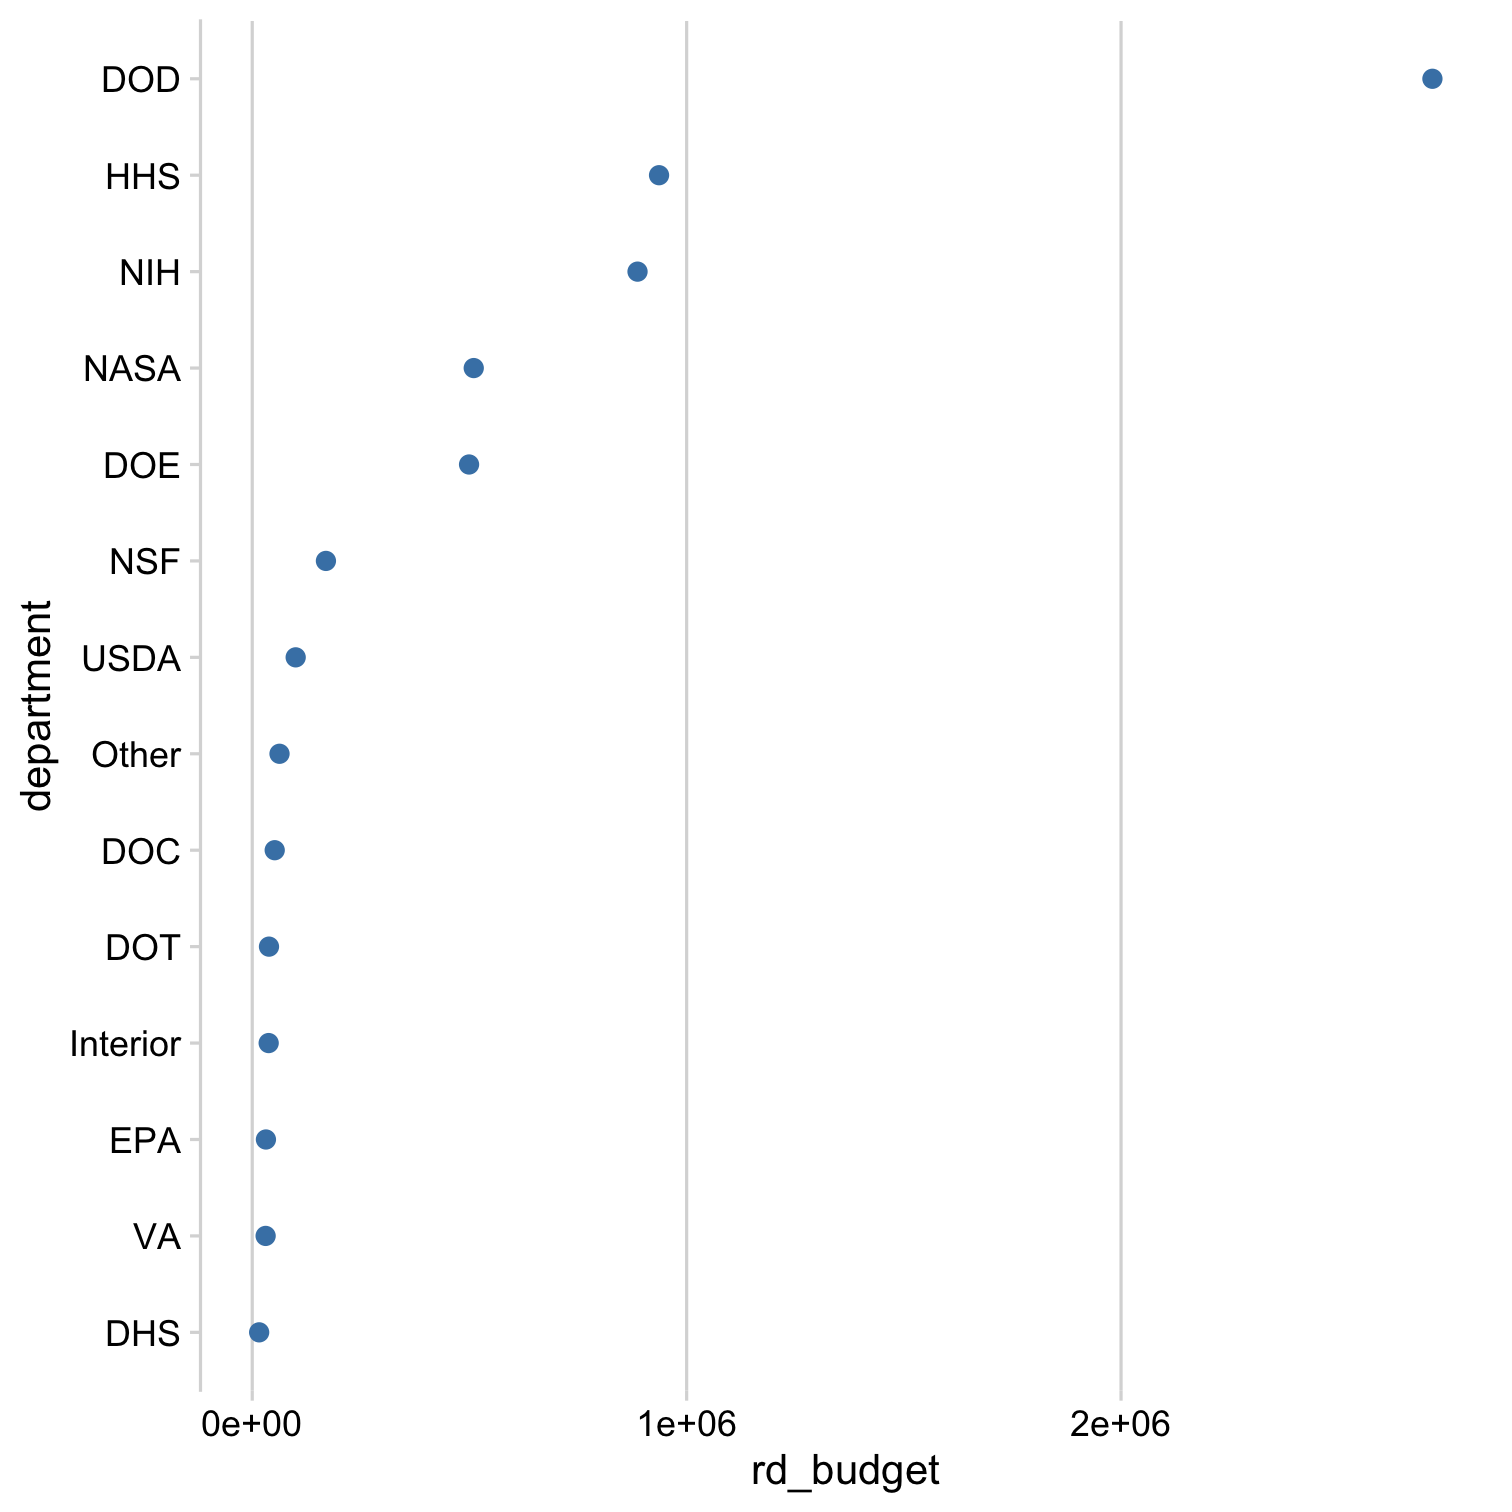 DOD
HHS
NIH
NASA
DOE
NSF
USDA
Other
DOC
DOT
Interior
EPA
VA
DHS
department
0e+00 1e+06 2e+06
rd_budget